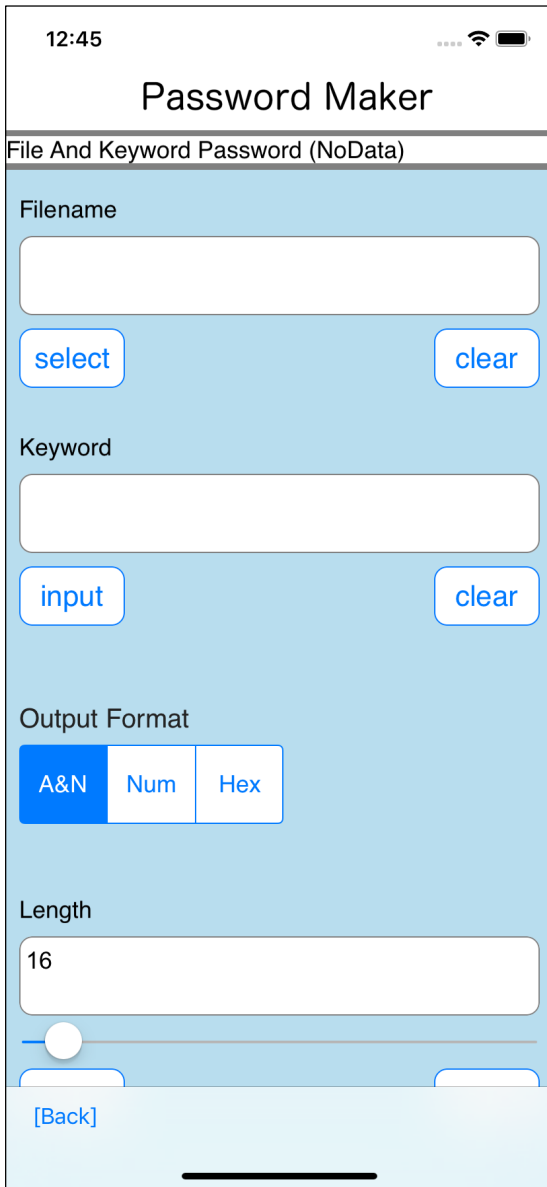 12:45
Password Maker
File And Keyword Password (NoData)
Filename
select clear
Keyword
input clear
Output Format
A&N Num Hex
Length
16
[Back]